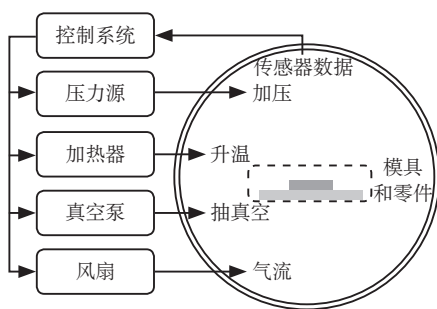 控制系统
传感器数据
压力源
加压
加热器
升温
模具
和零件
真空泵
抽真空
风扇
气流